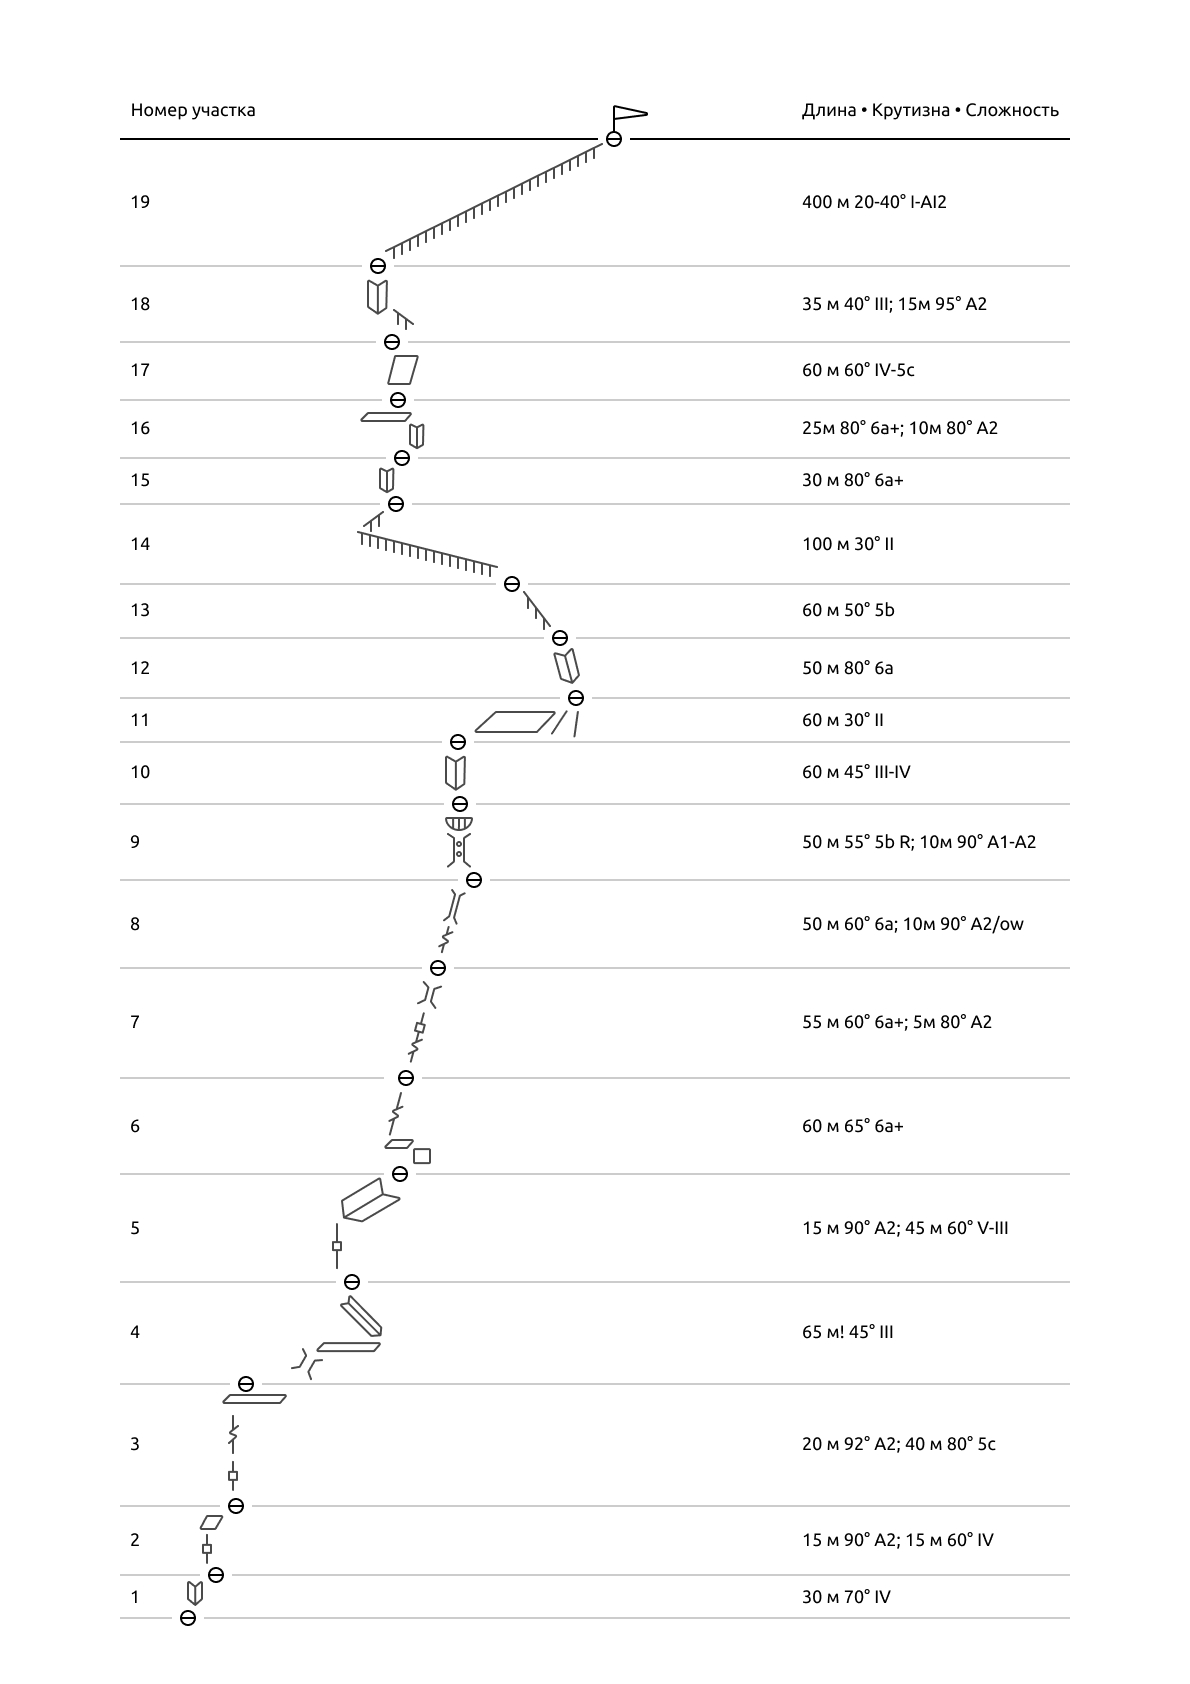 Номер участка Длина • Крутизна • Сложность
19 400 м 20-40° I-AI2
18 35 м 40° III; 15м 95° A2
17 60 м 60° IV-5c
16 25м 80° 6a+; 10м 80° A2
15 30 м 80° 6a+
14 100 м 30° II
13 60 м 50° 5b
12 50 м 80° 6a
11 60 м 30° II
10 60 м 45° III-IV
9 50 м 55° 5b R; 10м 90° A1-A2
8 50 м 60° 6a; 10м 90° A2/ow
7 55 м 60° 6a+; 5м 80° A2
6 60 м 65° 6a+
5 15 м 90° A2; 45 м 60° V-III
4 65 м! 45° III
3 20 м 92° A2; 40 м 80° 5c
2 15 м 90° A2; 15 м 60° IV
1 30 м 70° IV